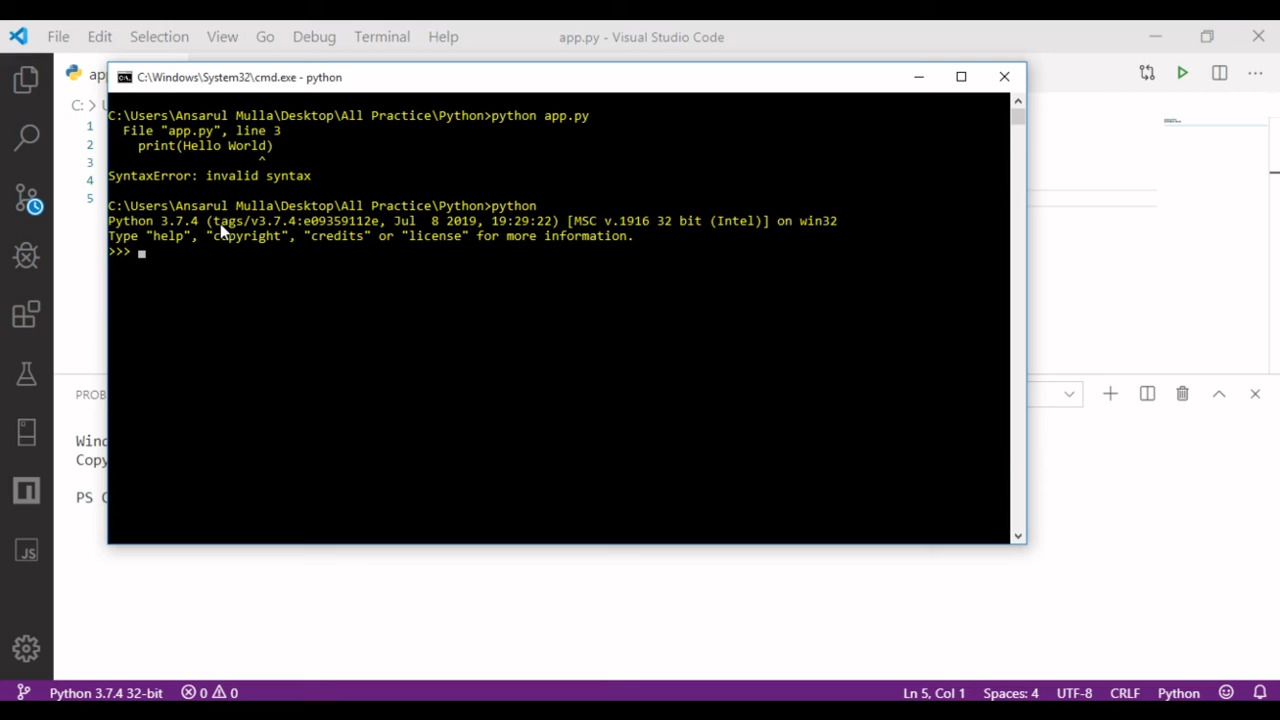 File Edit Selection View Go Debug Terminal Help app.py - Visual Studio Code
C:\Windows\System32\cmd.exe - python
C: >
1
2
3
4
5
C:\Users\Ansarul Mulla\Desktop\All Practice\Python>python app.py
File "app.py", line 3
print(Hello World)
^
SyntaxError: invalid syntax
C:\Users\Ansarul Mulla\Desktop\All Practice\Python>python
Python 3.7.4 (tags/v3.7.4:e09359112e, Jul 8 2019, 19:29:22) [MSC v.1916 32 bit (Intel)] on win32
Type "help", "copyright", "credits" or "license" for more information.
>>>
PS
JS
Python 3.7.4 32-bit 0 0 Ln 5, Col 1 Spaces: 4 UTF-8 CRLF Python